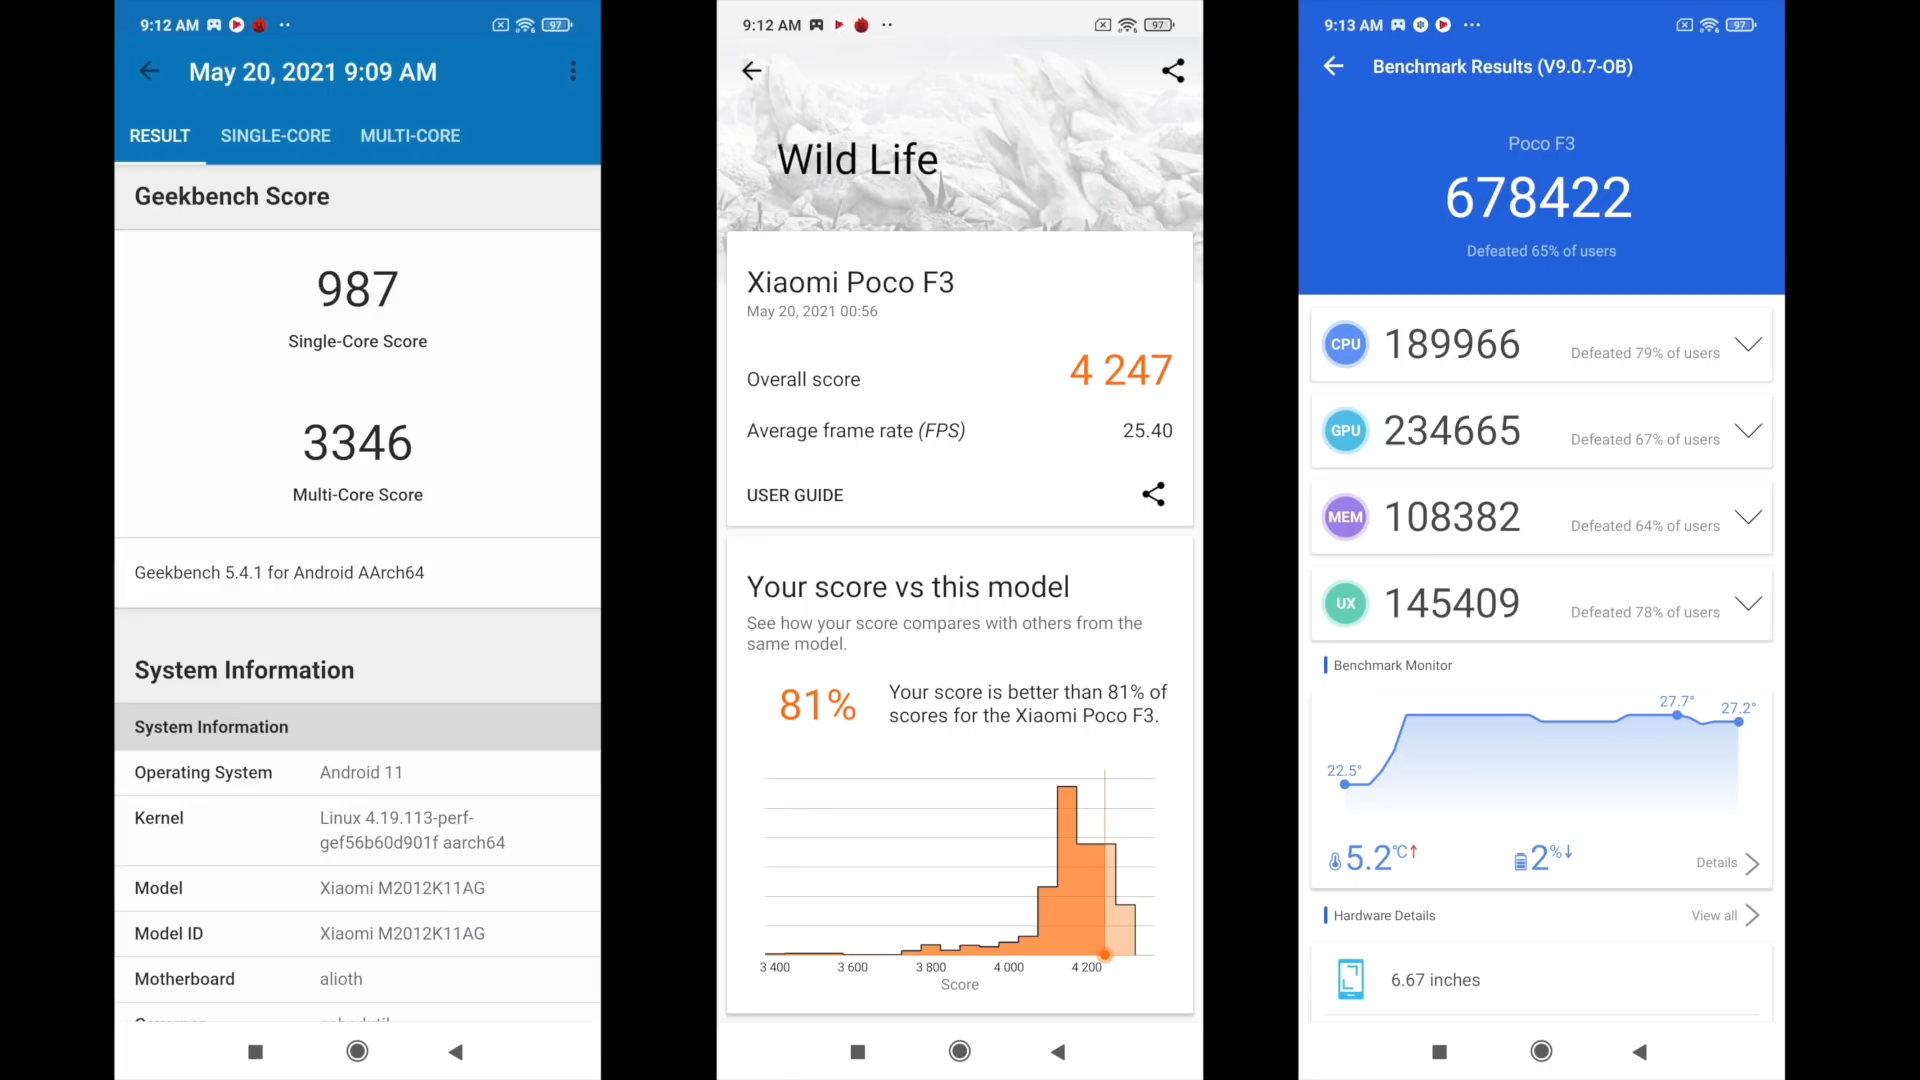 9:12 AM
97
May 20, 2021 9:09 AM
RESULT
SINGLE-CORE
MULTI-CORE
Geekbench Score
987
Single-Core Score
3346
Multi-Core Score
Geekbench 5.4.1 for Android AArch64
System Information
System Information
Operating System Android 11
Kernel Linux 4.19.113-perf-
gef56b60d901f aarch64
Model Xiaomi M2012K11AG
Model ID Xiaomi M2012K11AG
Motherboard alioth
9:12 AM
97
Wild Life
Xiaomi Poco F3
May 20, 2021 00:56
Overall score 4 247
Average frame rate (FPS) 25.40
USER GUIDE
Your score vs this model
See how your score compares with others from the
same model.
81%
Your score is better than 81% of
scores for the Xiaomi Poco F3.
3 400 3 600 3 800 4 000 4 200
Score
9:13 AM
97
Benchmark Results (V9.0.7-OB)
Poco F3
678422
Defeated 65% of users
CPU 189966 Defeated 79% of users
GPU 234665 Defeated 67% of users
MEM 108382 Defeated 64% of users
UX 145409 Defeated 78% of users
Benchmark Monitor
27.7°
27.2°
22.5°
5.2°C↑ 2%↓ Details
Hardware Details View all
6.67 inches